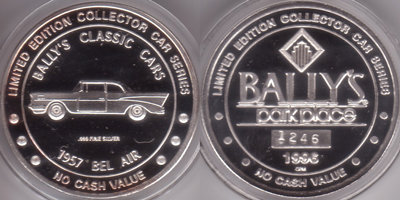 LIMITED EDITION COLLECTOR CAR SERIES
BALLY'S CLASSIC CARS
.999 FINE SILVER
1957 BEL AIR
NO CASH VALUE
LIMITED EDITION COLLECTOR CAR SERIES
BALLY'S
park place
1246
1993
NO CASH VALUE